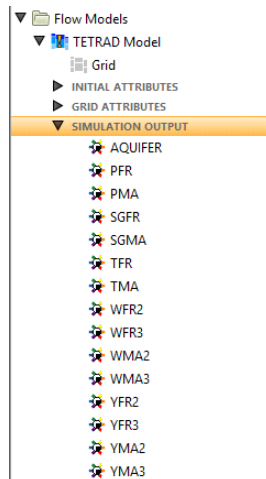 Flow Models
TETRAD Model
Grid
INITIAL ATTRIBUTES
GRID ATTRIBUTES
SIMULATION OUTPUT
AQUIFER
PFR
PMA
SGFR
SGMA
TFR
TMA
WFR2
WFR3
WMA2
WMA3
YFR2
YFR3
YMA2
YMA3